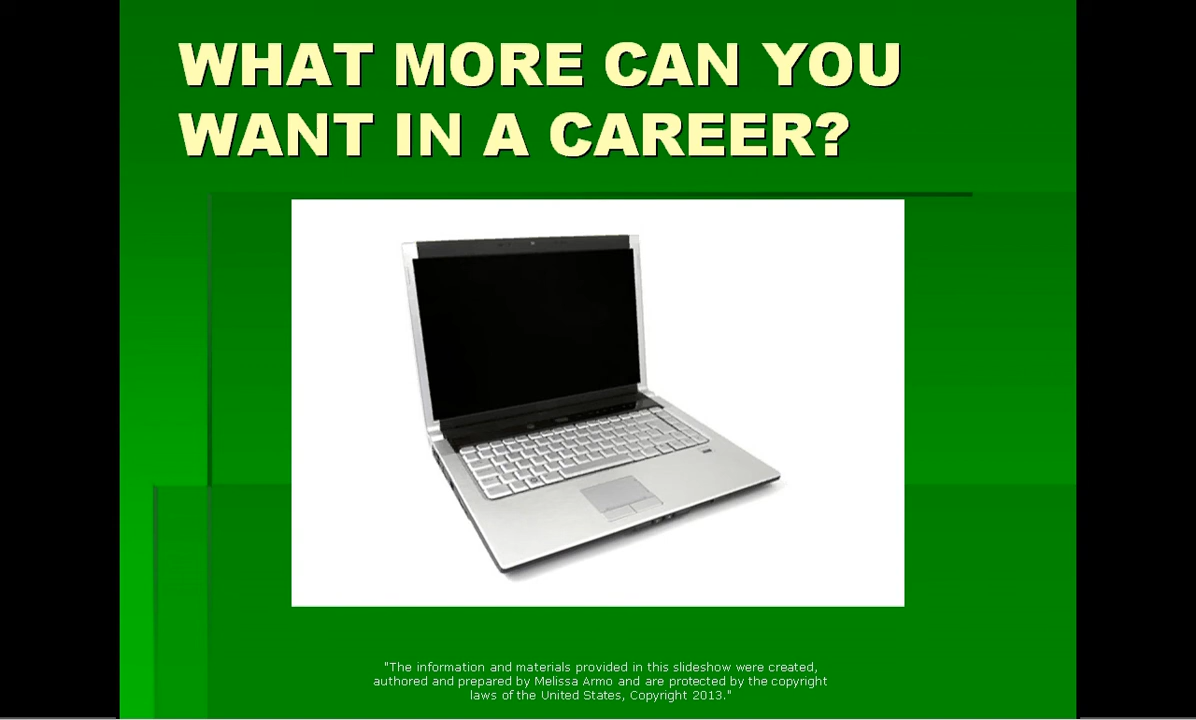 WHAT MORE CAN YOU
WANT IN A CAREER?
"The information and materials provided in this slideshow were created,
authored and prepared by Melissa Armo and are protected by the copyright
laws of the United States, Copyright 2013."